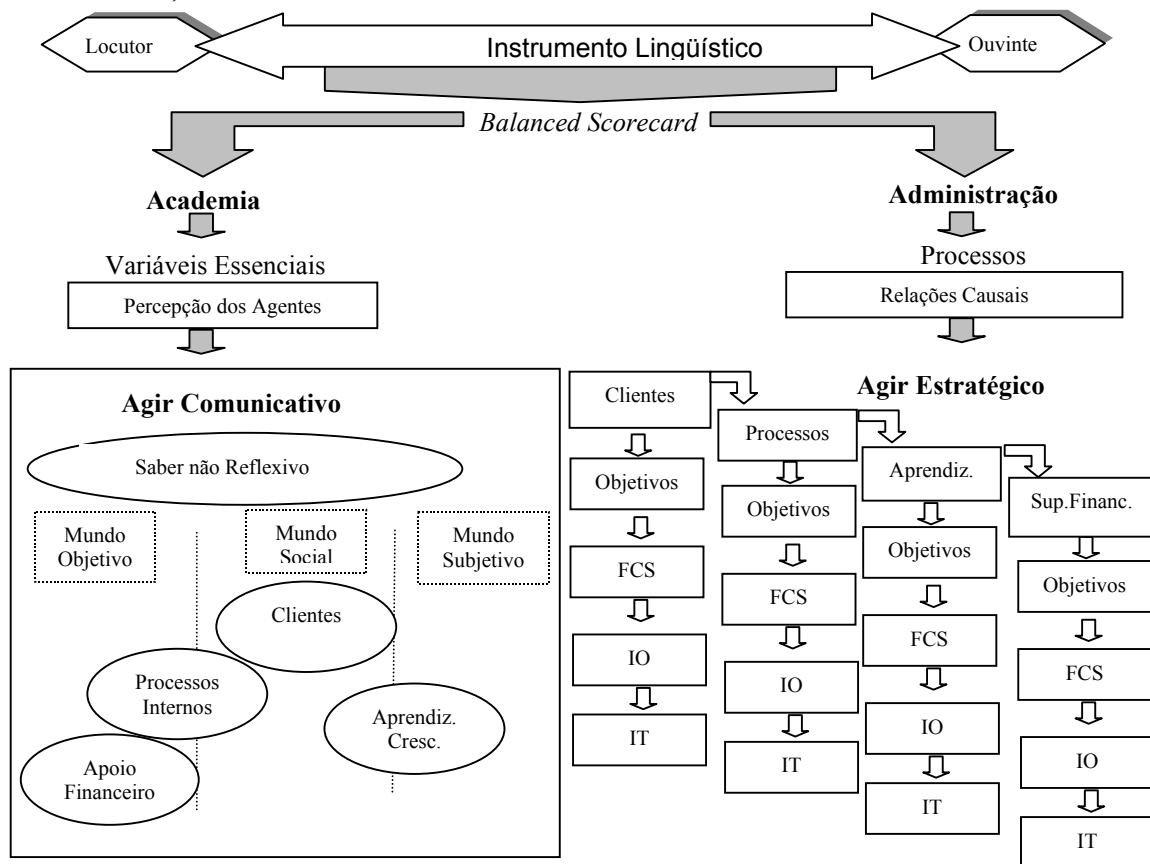 Locutor
Instrumento Lingüístico
Ouvinte
Balanced Scorecard
Academia
Administração
Variáveis Essenciais
Processos
Percepção dos Agentes
Relações Causais
Agir Comunicativo
Saber não Reflexivo
Mundo
Objetivo
Mundo
Social
Mundo
Subjetivo
Clientes
Processos
Internos
Aprendiz.
Cresc.
Apoio
Financeiro
Agir Estratégico
Clientes
Objetivos
FCS
IO
IT
Processos
Objetivos
FCS
IO
IT
Aprendiz.
Objetivos
FCS
IO
IT
Sup.Financ.
Objetivos
FCS
IO
IT